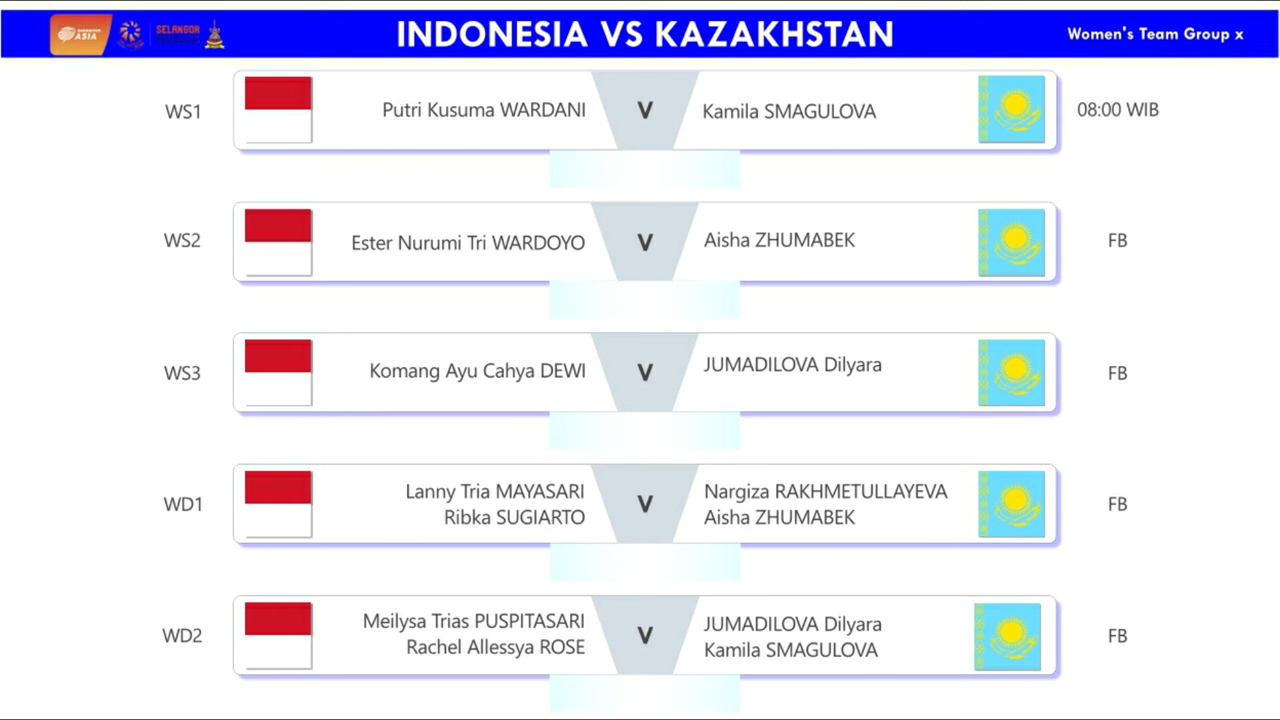 ASIA
SELANGOR
INDONESIA VS KAZAKHSTAN
Women's Team Group x
WS1
Putri Kusuma WARDANI
V
Kamila SMAGULOVA
08:00 WIB
WS2
Ester Nurumi Tri WARDOYO
V
Aisha ZHUMABEK
FB
WS3
Komang Ayu Cahya DEWI
V
JUMADILOVA Dilyara
FB
WD1
Lanny Tria MAYASARI
Ribka SUGIARTO
V
Nargiza RAKHMETULLAYEVA
Aisha ZHUMABEK
FB
WD2
Meilysa Trias PUSPITASARI
Rachel Allessya ROSE
V
JUMADILOVA Dilyara
Kamila SMAGULOVA
FB